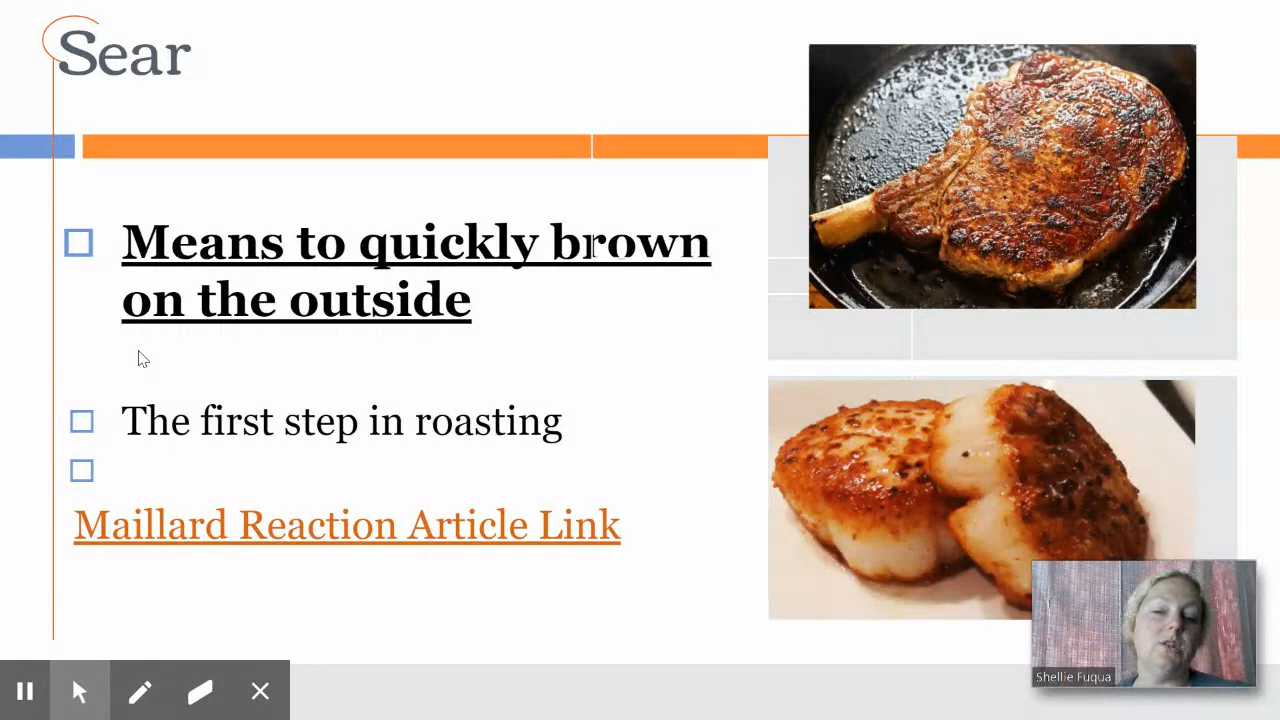 Sear
Means to quickly brown
on the outside
The first step in roasting
Maillard Reaction Article Link
Shellie Fuqua